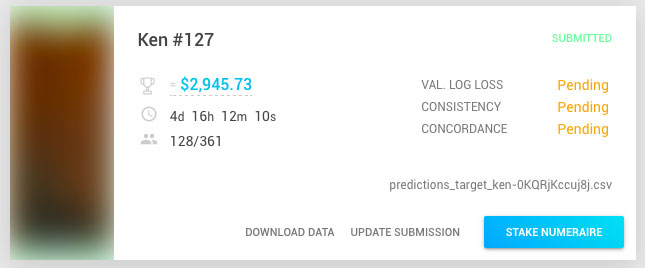 Ken #127
SUBMITTED
≈ $2,945.73
4d 16h 12m 10s
128/361
VAL. LOG LOSS Pending
CONSISTENCY Pending
CONCORDANCE Pending
predictions_target_ken-0KQRjKccuj8j.csv
DOWNLOAD DATA UPDATE SUBMISSION STAKE NUMERAIRE